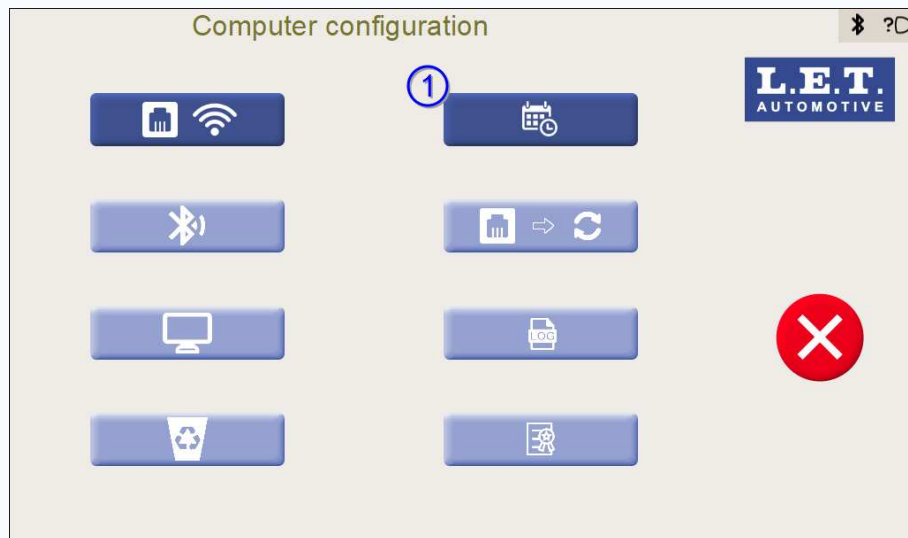 Computer configuration
?
1
L.E.T.
AUTOMOTIVE
LOG